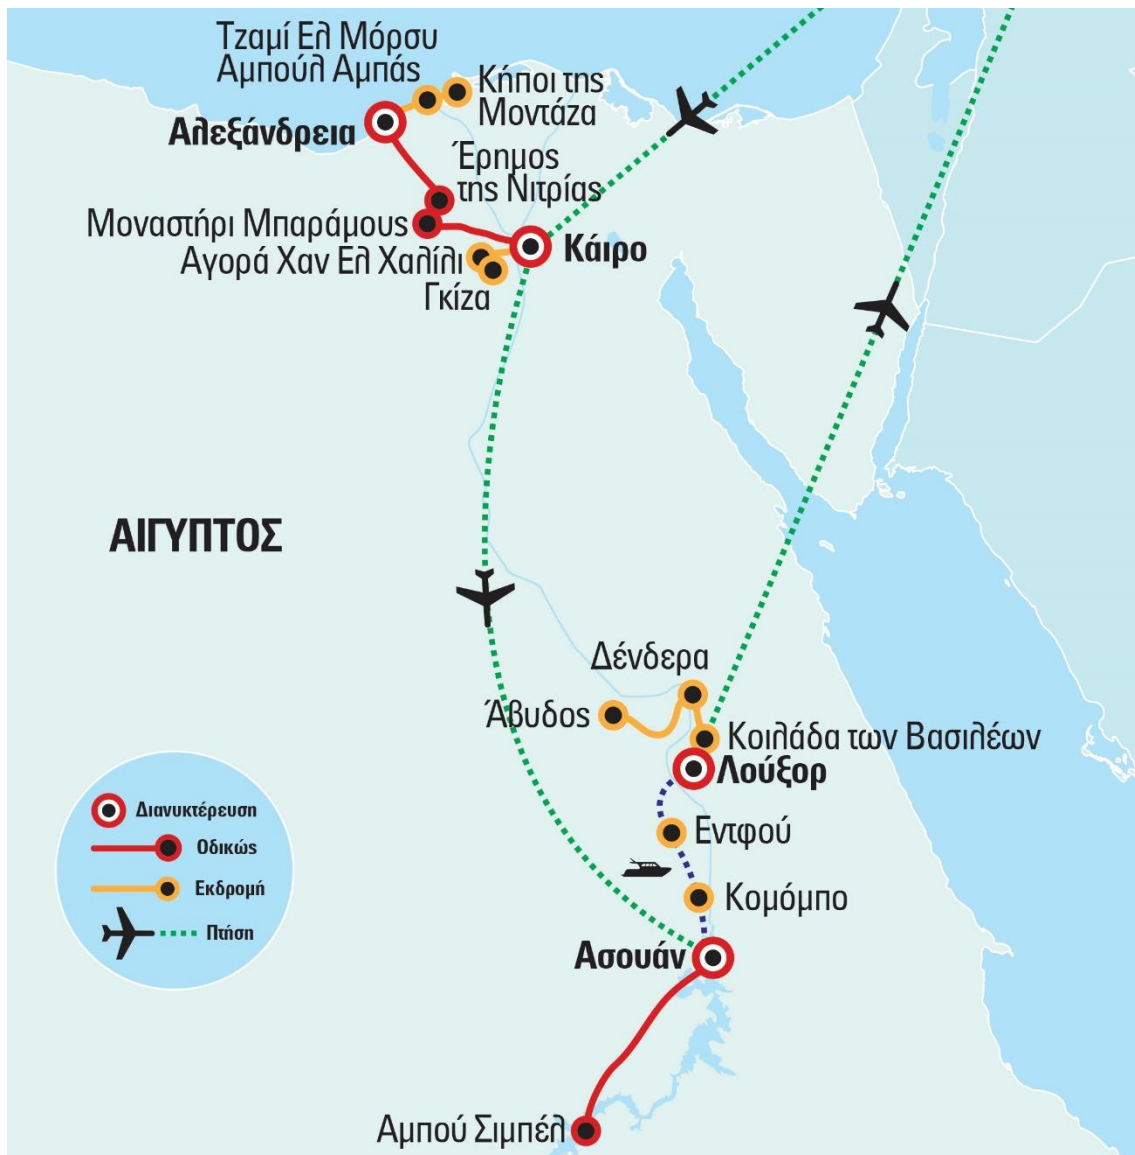 Τζαμί Ελ Μόρσυ
Αμπούλ Αμπάς
Κήποι της
Μοντάζα
Αλεξάνδρεια
Έρημος
της Νιτρίας
Μοναστήρι Μπαράμους
Αγορά Χαν Ελ Χαλίλι
Κάιρο
Γκίζα
ΑΙΓΥΠΤΟΣ
Δένδερα
Άβυδος
Κοιλάδα των Βασιλέων
Λούξορ
Εντφού
Κομόμπο
Ασουάν
Αμπού Σιμπέλ
Διανυκτέρευση
Οδικώς
Εκδρομή
Πτήση